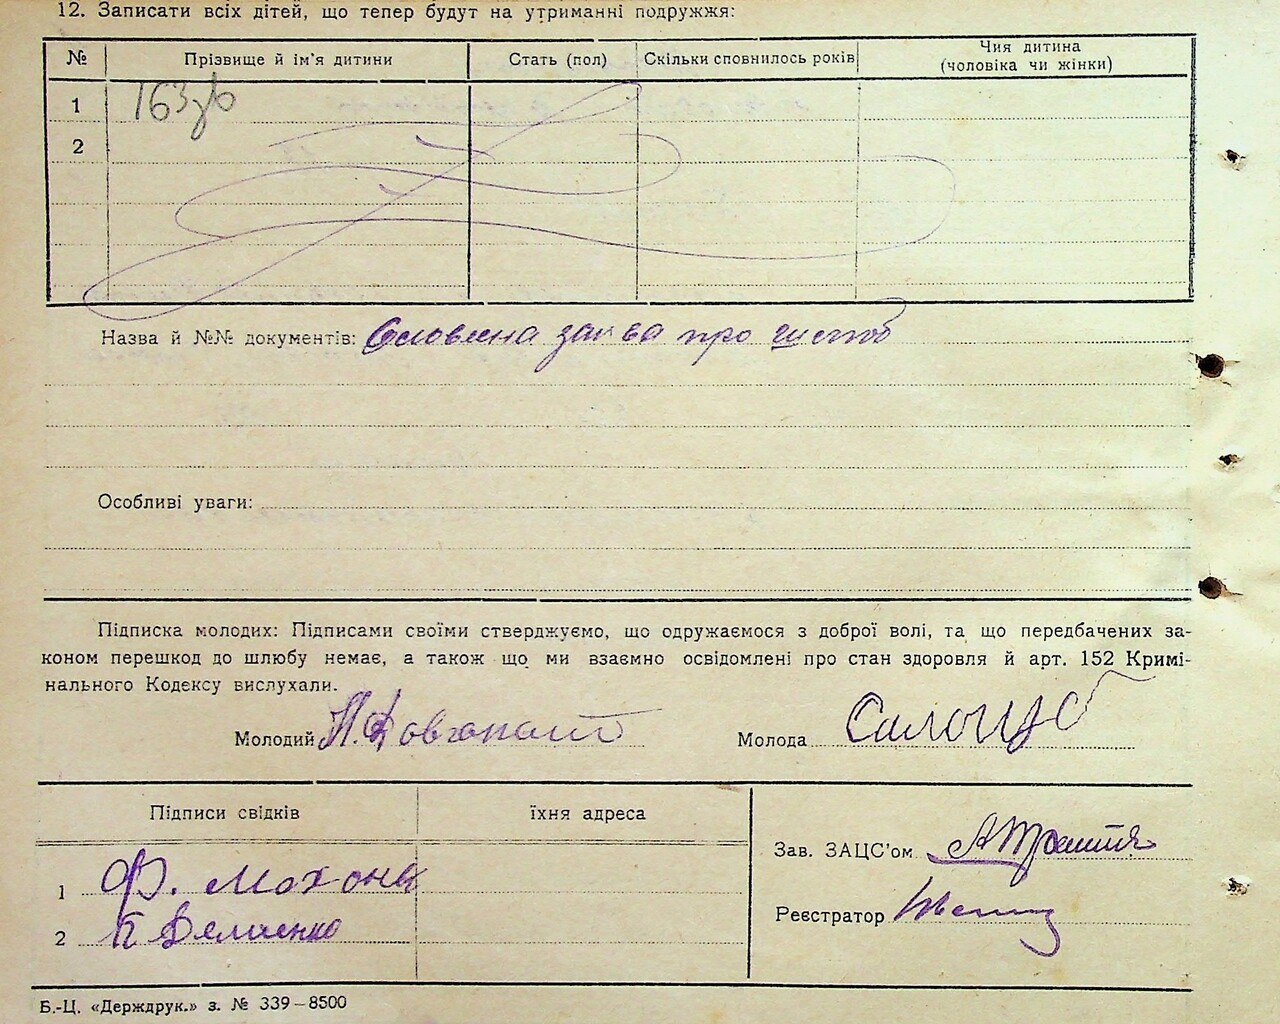 12. Записати всіх дітей, що тепер будут на утриманні подружжя:
№ Прізвище й ім'я дитини Стать (пол) Скільки сповнилось років Чия дитина (чоловіка чи жінки)
1 163зв
2
Назва й №№ документів: Словесна заява про шлюб
Особливі уваги:
Підписка молодих: Підписами своїми стверджуємо, що одружаємося з доброї волі, та що передбачених за-
коном перешкод до шлюбу немає, а також що ми взаємно освідомлені про стан здоровля й арт. 152 Кримі-
нального Кодексу вислухали.
Молодий Молода
Підписи свідків їхня адреса
Зав. ЗАЦС'ом
1 Ф.
2 К
Реєстратор
Б.-Ц. «Держдрук.» з. № 339–8500